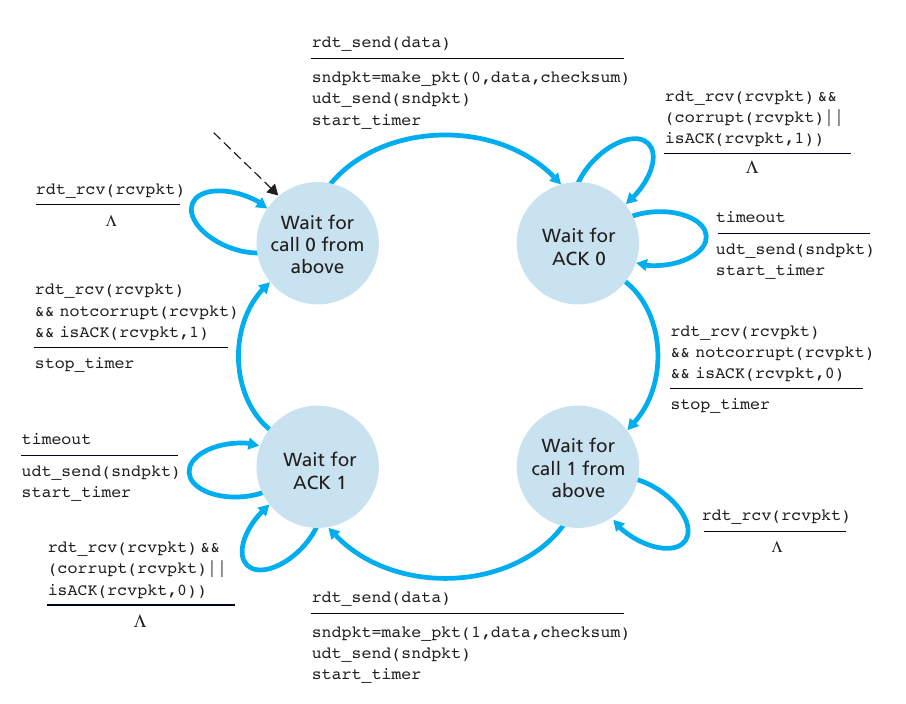 rdt_send(data)
sndpkt=make_pkt(0,data,checksum)
udt_send(sndpkt)
start_timer
rdt_rcv(rcvpkt) &&
(corrupt(rcvpkt)||
isACK(rcvpkt,1))
Λ
rdt_rcv(rcvpkt)
Λ
Wait for
call 0 from
above
Wait for
ACK 0
timeout
udt_send(sndpkt)
start_timer
rdt_rcv(rcvpkt)
&& notcorrupt(rcvpkt)
&& isACK(rcvpkt,1)
stop_timer
rdt_rcv(rcvpkt)
&& notcorrupt(rcvpkt)
&& isACK(rcvpkt,0)
stop_timer
timeout
udt_send(sndpkt)
start_timer
Wait for
ACK 1
Wait for
call 1 from
above
rdt_rcv(rcvpkt)
Λ
rdt_rcv(rcvpkt) &&
(corrupt(rcvpkt)||
isACK(rcvpkt,0))
Λ
rdt_send(data)
sndpkt=make_pkt(1,data,checksum)
udt_send(sndpkt)
start_timer